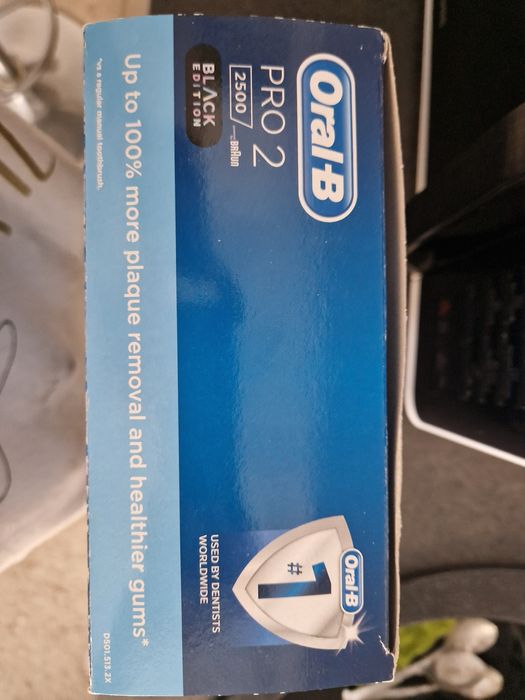 Oral-B
PRO 2
2500
BRAUN
BLACK
EDITION
Oral-B
#1
USED BY DENTISTS
WORLDWIDE
Up to 100% more plaque removal and healthier gums*
*vs a regular manual toothbrush.
D501.513.2X